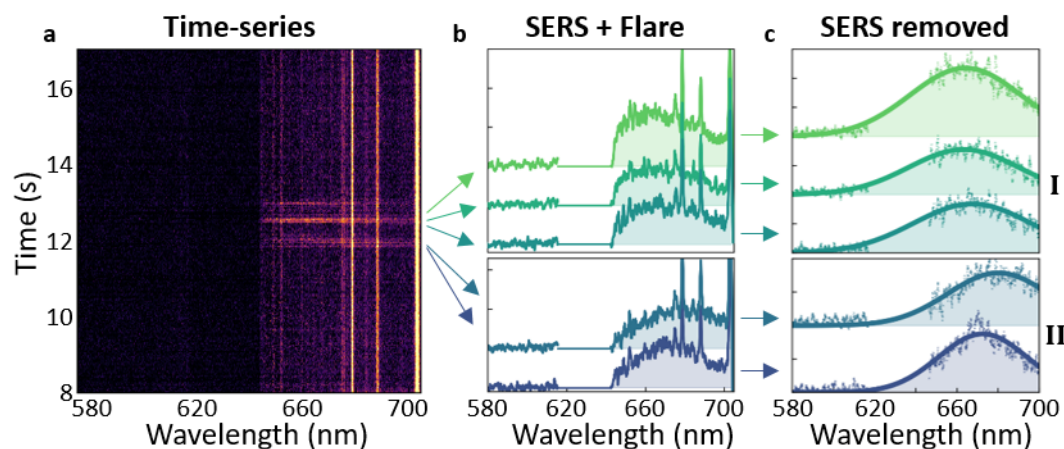 Time-series
SERS + Flare
SERS removed
a
b
c
16
14
12
10
8
Time (s)
I
II
580 620 660 700
580 620 660 700
580 620 660 700
Wavelength (nm)
Wavelength (nm)
Wavelength (nm)